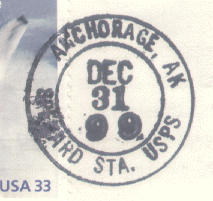 ANCHORAGE, AK
DEC
31
99
STA. USPS
USA 33